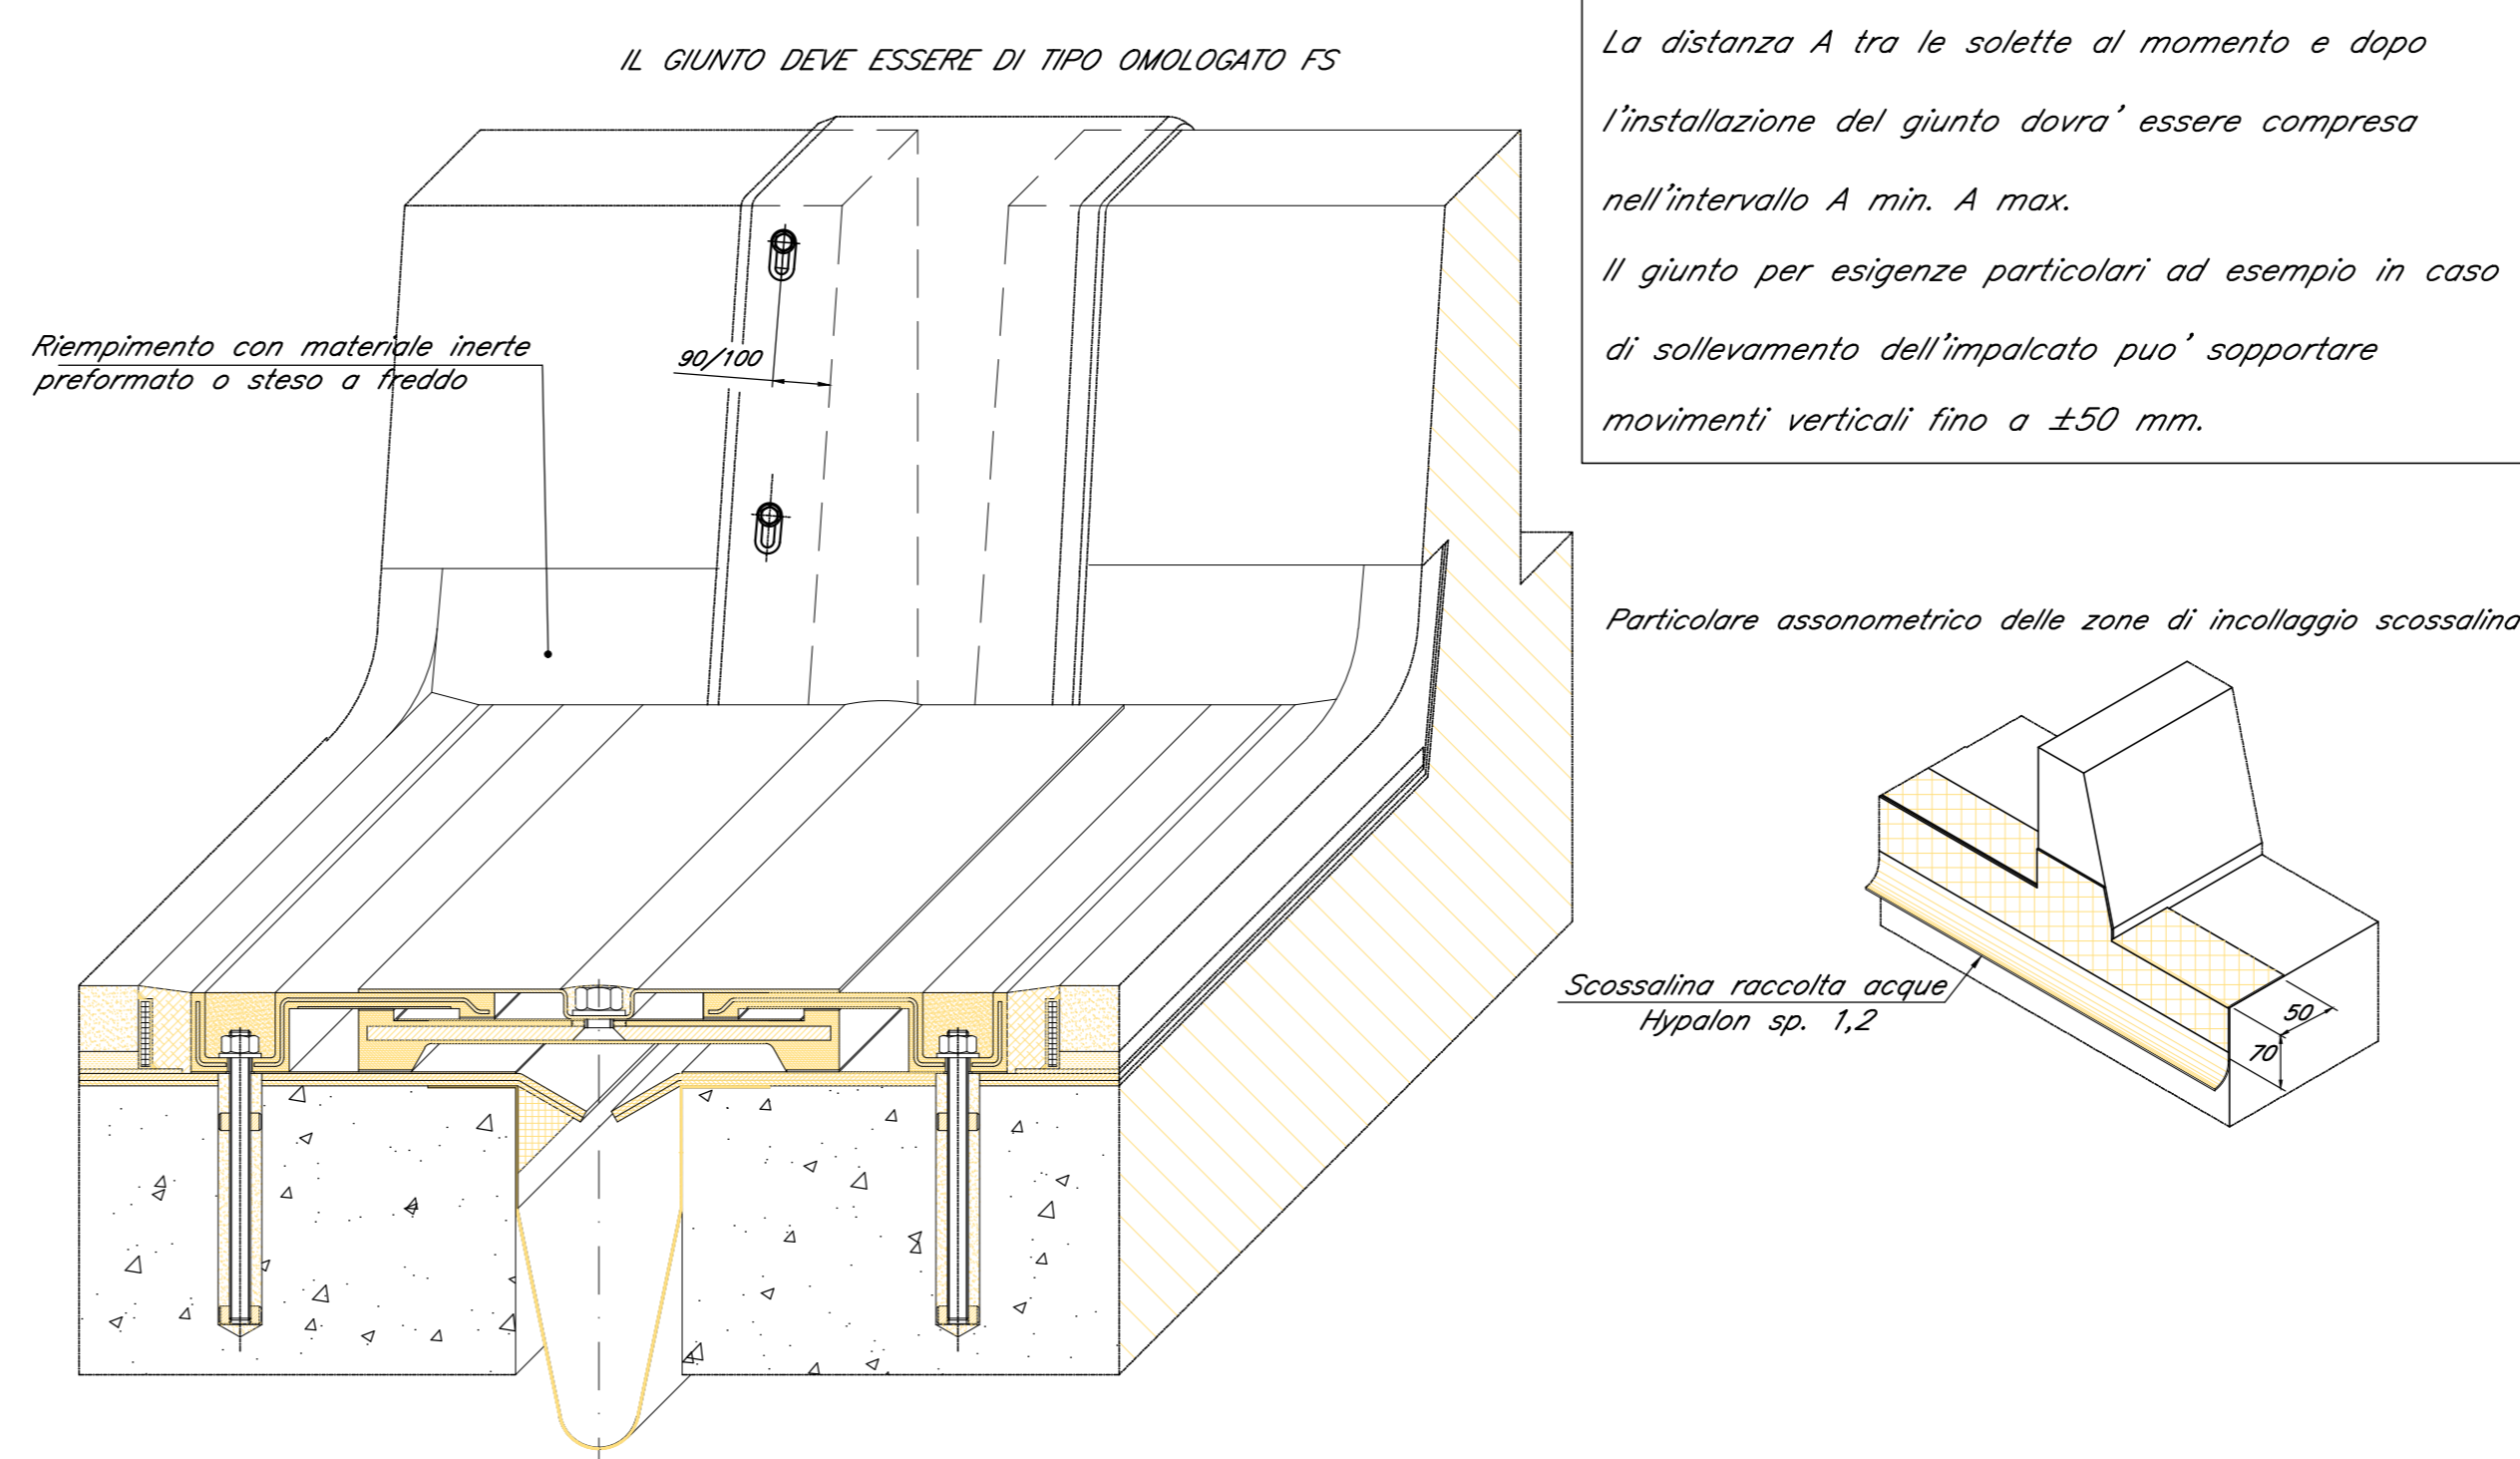 IL GIUNTO DEVE ESSERE DI TIPO OMOLOGATO FS
La distanza A tra le solette al momento e dopo
l'installazione del giunto dovra' essere compresa
nell'intervallo A min. A max.
Il giunto per esigenze particolari ad esempio in caso
di sollevamento dell'impalcato puo' sopportare
movimenti verticali fino a ±50 mm.
Riempimento con materiale inerte
preformato o steso a freddo
90/100
Particolare assonometrico delle zone di incollaggio scossalina
Scossalina raccolta acque
Hypalon sp. 1,2
50
70